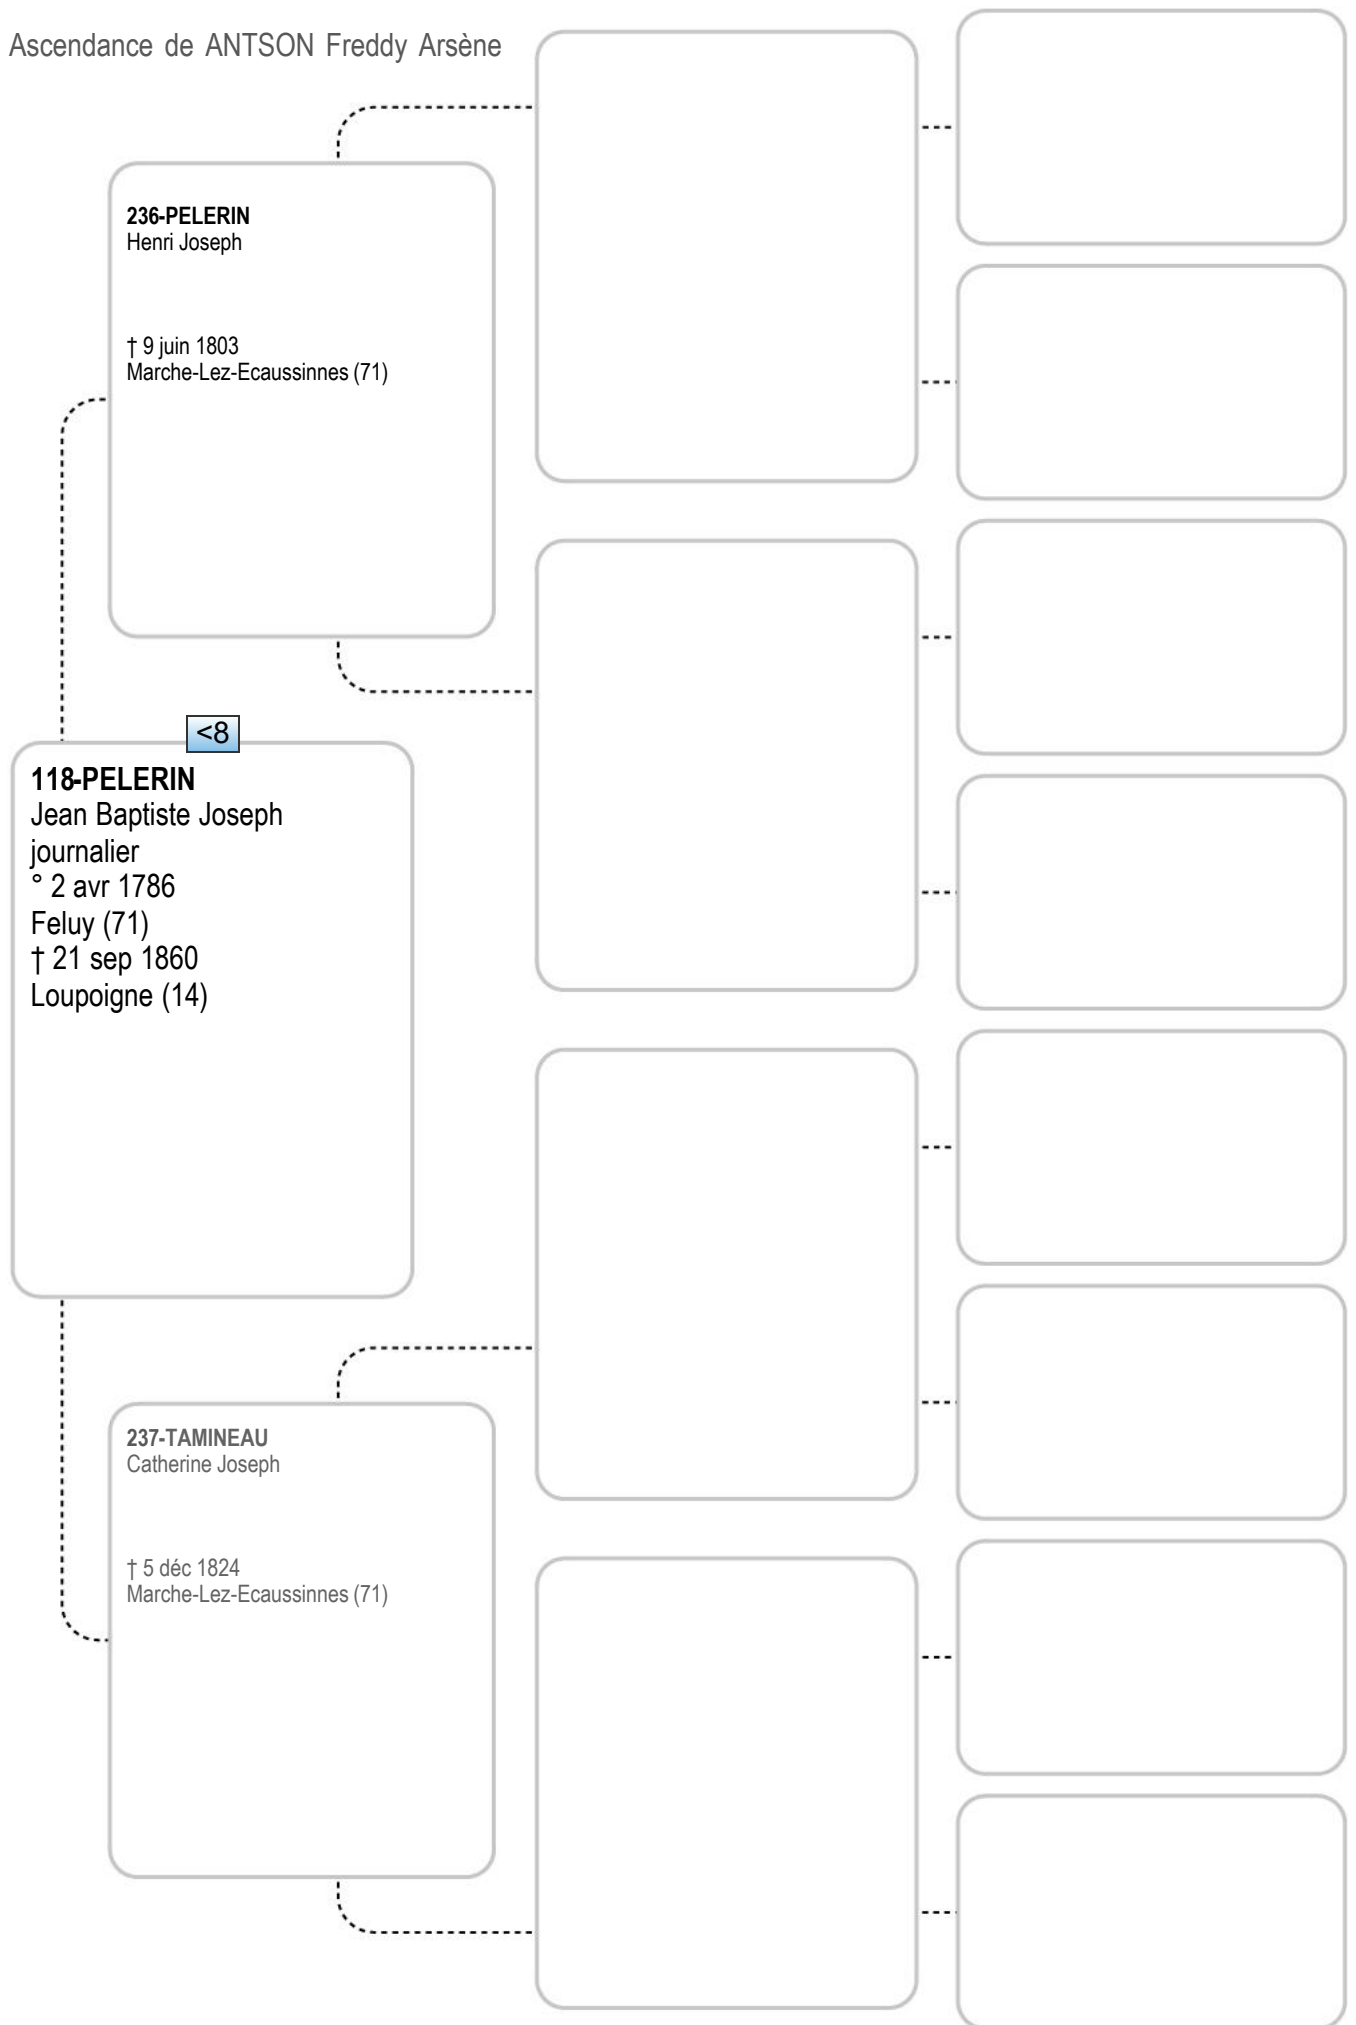 Ascendance de ANTSON Freddy Arsène
236-PELERIN
Henri Joseph
† 9 juin 1803
Marche-Lez-Ecaussinnes (71)
<8
118-PELERIN
Jean Baptiste Joseph
journalier
° 2 avr 1786
Feluy (71)
† 21 sep 1860
Loupoigne (14)
237-TAMINEAU
Catherine Joseph
† 5 déc 1824
Marche-Lez-Ecaussinnes (71)